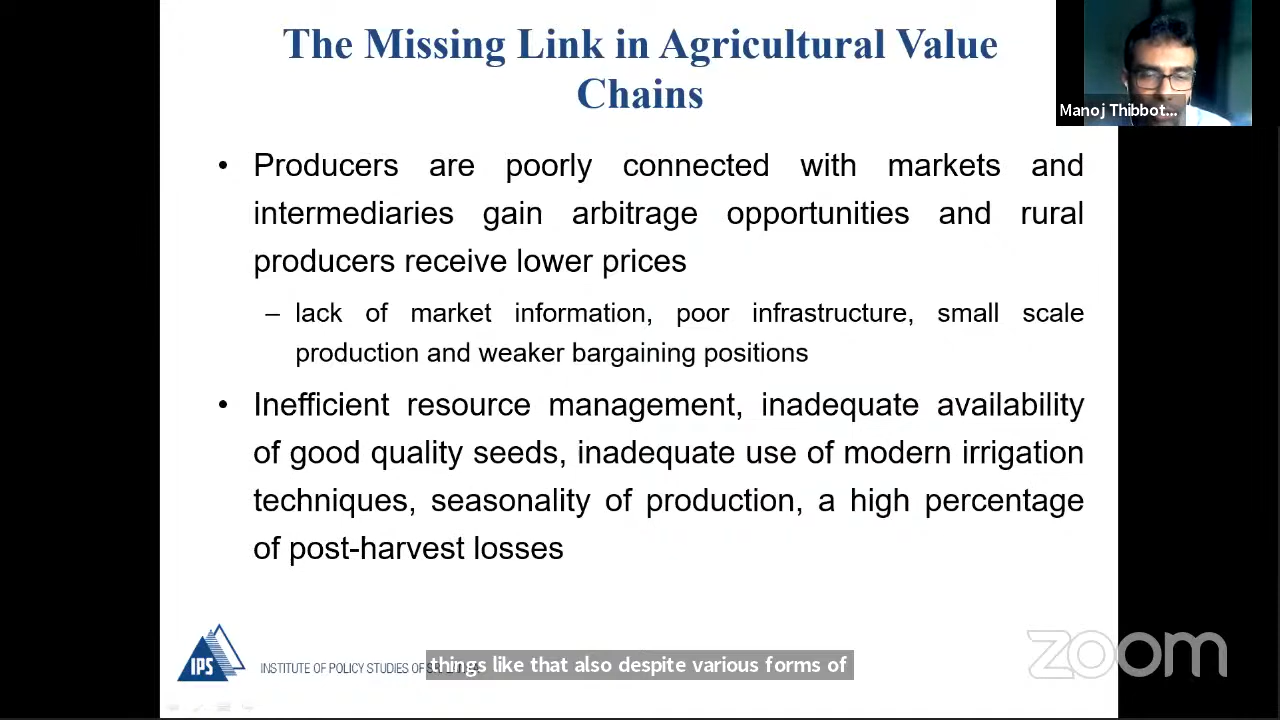 The Missing Link in Agricultural Value
Chains
Manoj Thibbot...
• Producers are poorly connected with markets and
intermediaries gain arbitrage opportunities and rural
producers receive lower prices
– lack of market information, poor infrastructure, small scale
production and weaker bargaining positions
• Inefficient resource management, inadequate availability
of good quality seeds, inadequate use of modern irrigation
techniques, seasonality of production, a high percentage
of post-harvest losses
IPS
INSTITUTE OF POLICY STUDIES OF
things like that also despite various forms of
zoom